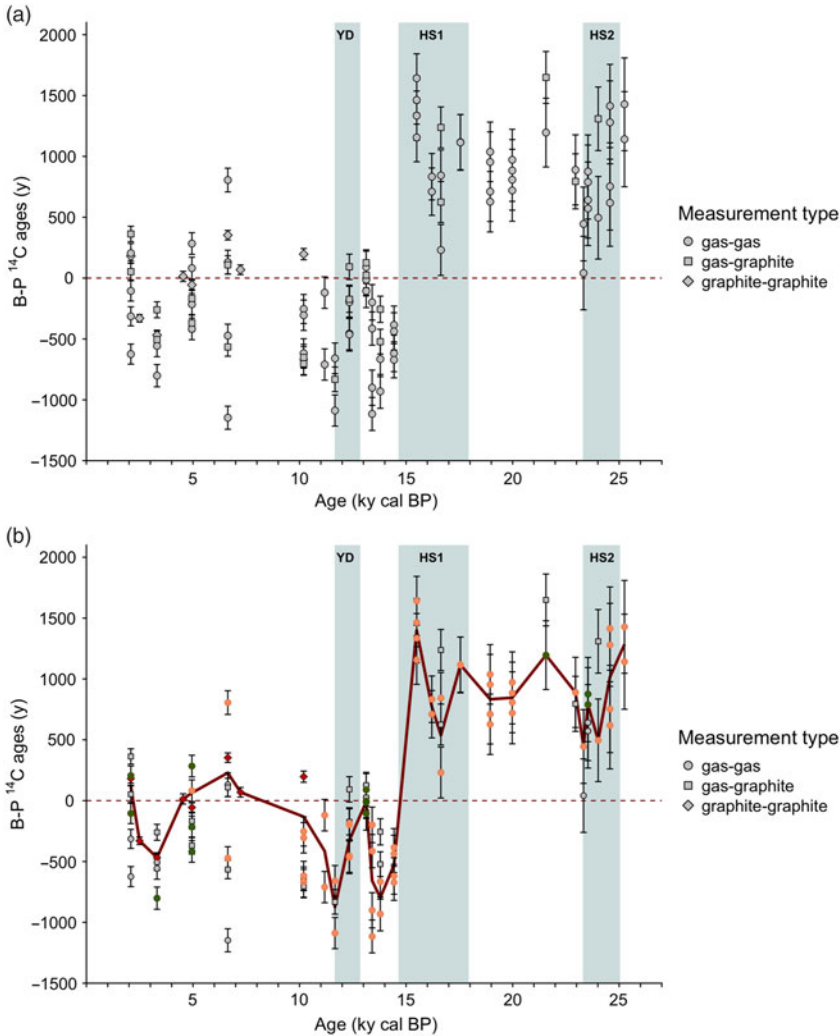 (a)
2000
1500
1000
500
0
−500
−1000
−1500
B-P ¹⁴C ages (y)
YD
HS1
HS2
5
10
15
20
25
Age (ky cal BP)
Measurement type
gas-gas
gas-graphite
graphite-graphite
(b)
2000
1500
1000
500
0
−500
−1000
−1500
B-P ¹⁴C ages (y)
YD
HS1
HS2
5
10
15
20
25
Age (ky cal BP)
Measurement type
gas-gas
gas-graphite
graphite-graphite